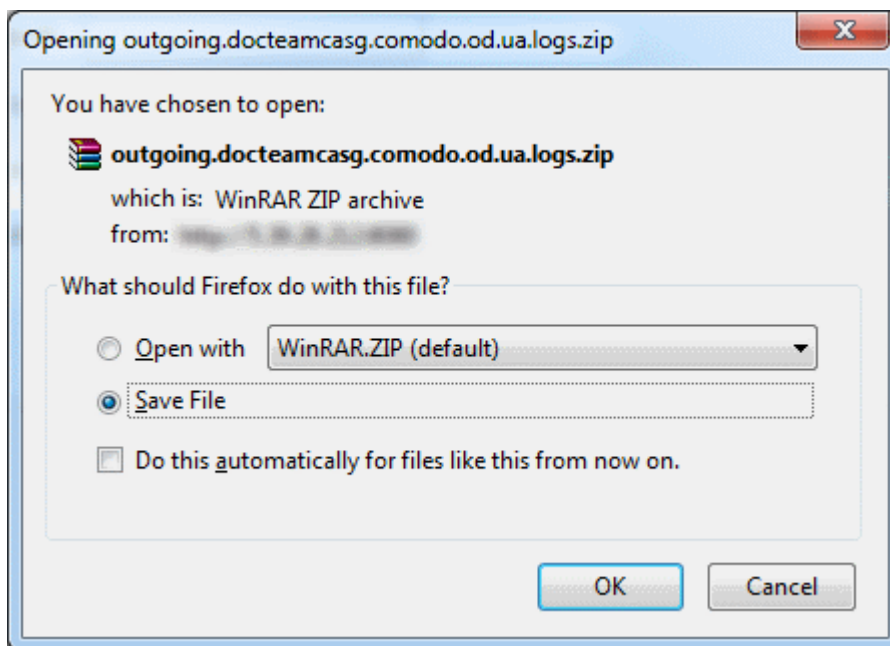 Opening outgoing.docteamcasg.comodo.od.ua.logs.zip
You have chosen to open:
outgoing.docteamcasg.comodo.od.ua.logs.zip
which is: WinRAR ZIP archive
from:
What should Firefox do with this file?
Open with WinRAR.ZIP (default)
Save File
Do this automatically for files like this from now on.
OK Cancel